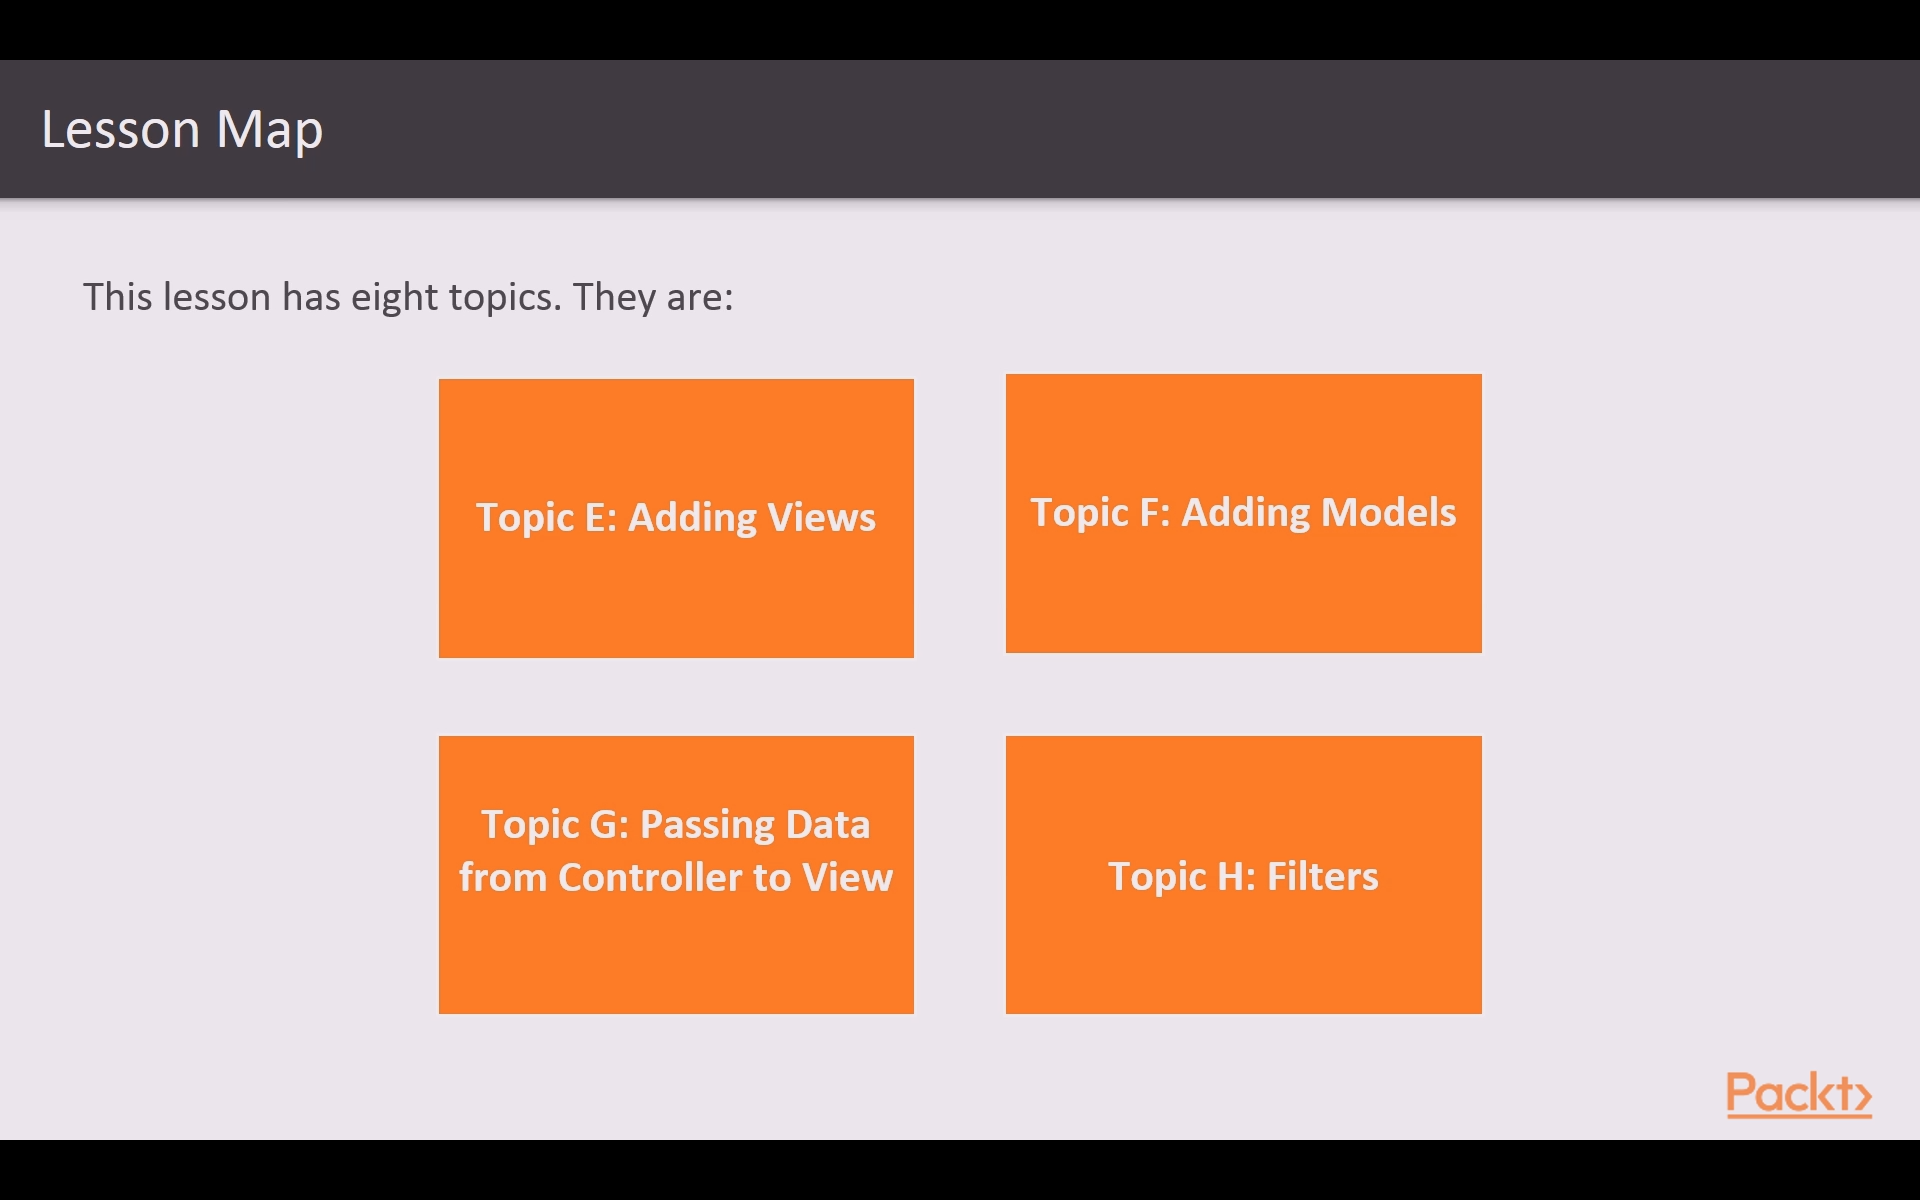 Lesson Map
This lesson has eight topics. They are:
Topic E: Adding Views
Topic F: Adding Models
Topic G: Passing Data
from Controller to View
Topic H: Filters
Packt>